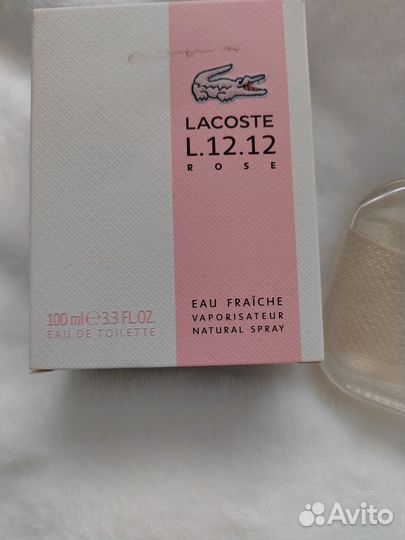 LACOSTE
L.12.12
ROSE
100 ml ℮ 3.3 FL.OZ.
EAU DE TOILETTE
EAU FRAÎCHE
VAPORISATEUR
NATURAL SPRAY
Avito